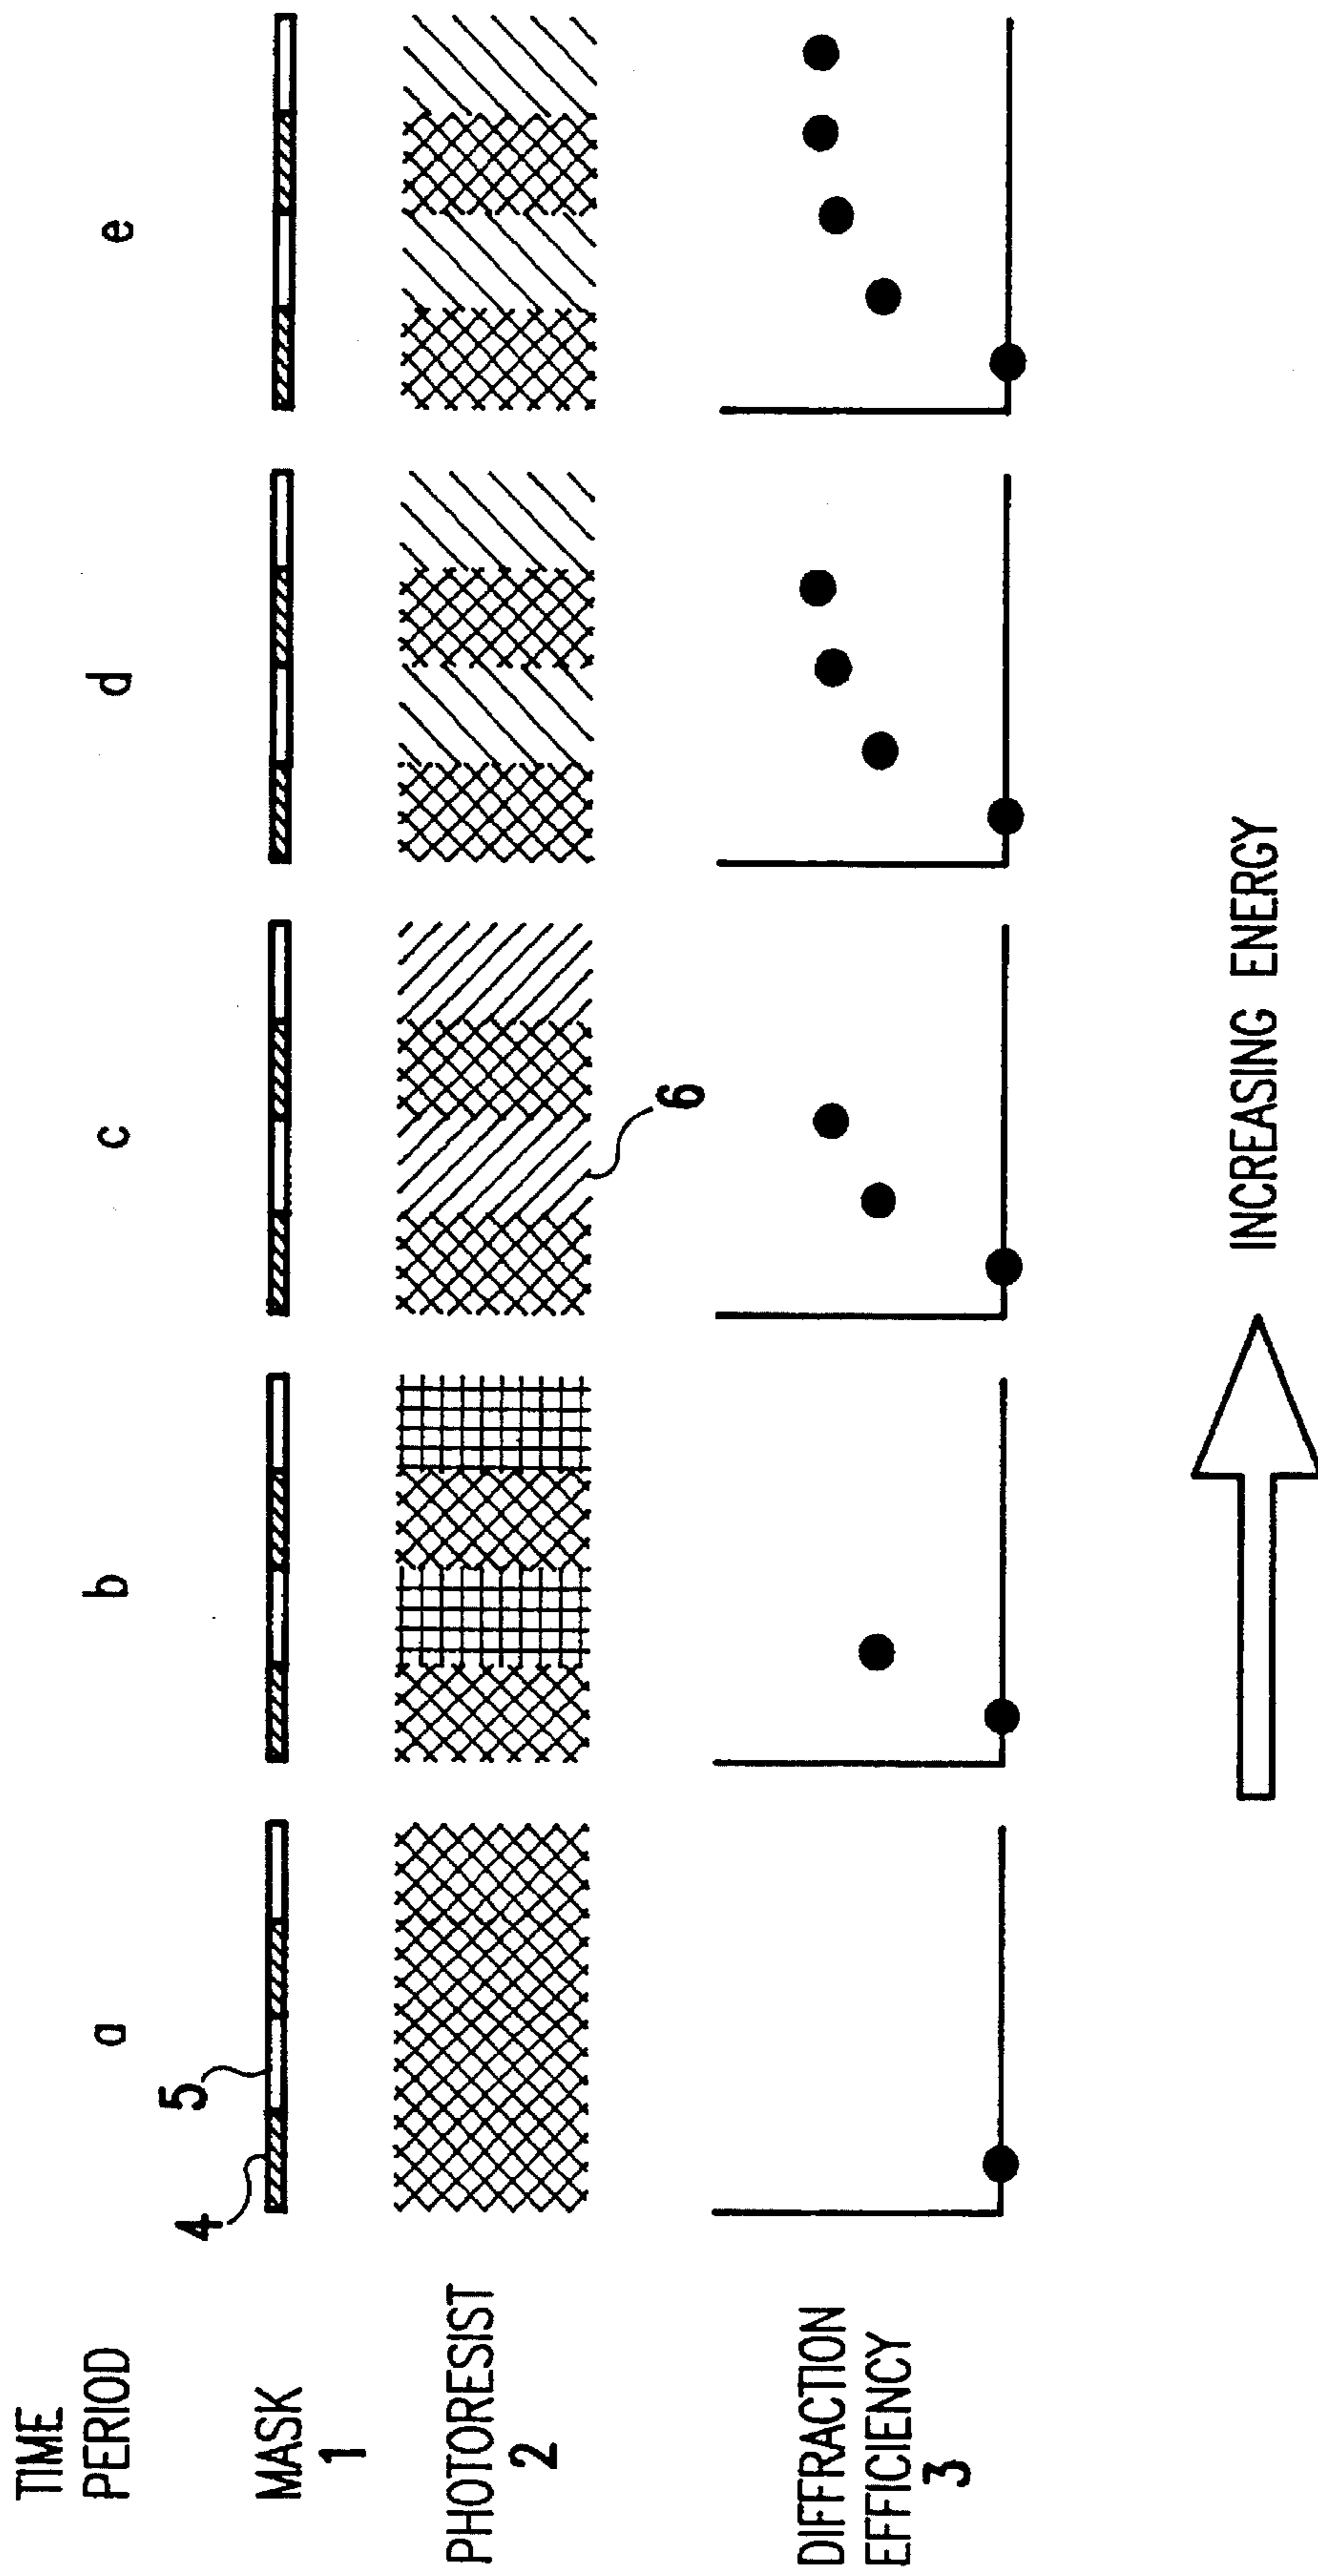 TIME
PERIOD
a
b
c
d
e
MASK
1
4
5
PHOTORESIST
2
6
DIFFRACTION
EFFICIENCY
3
INCREASING ENERGY